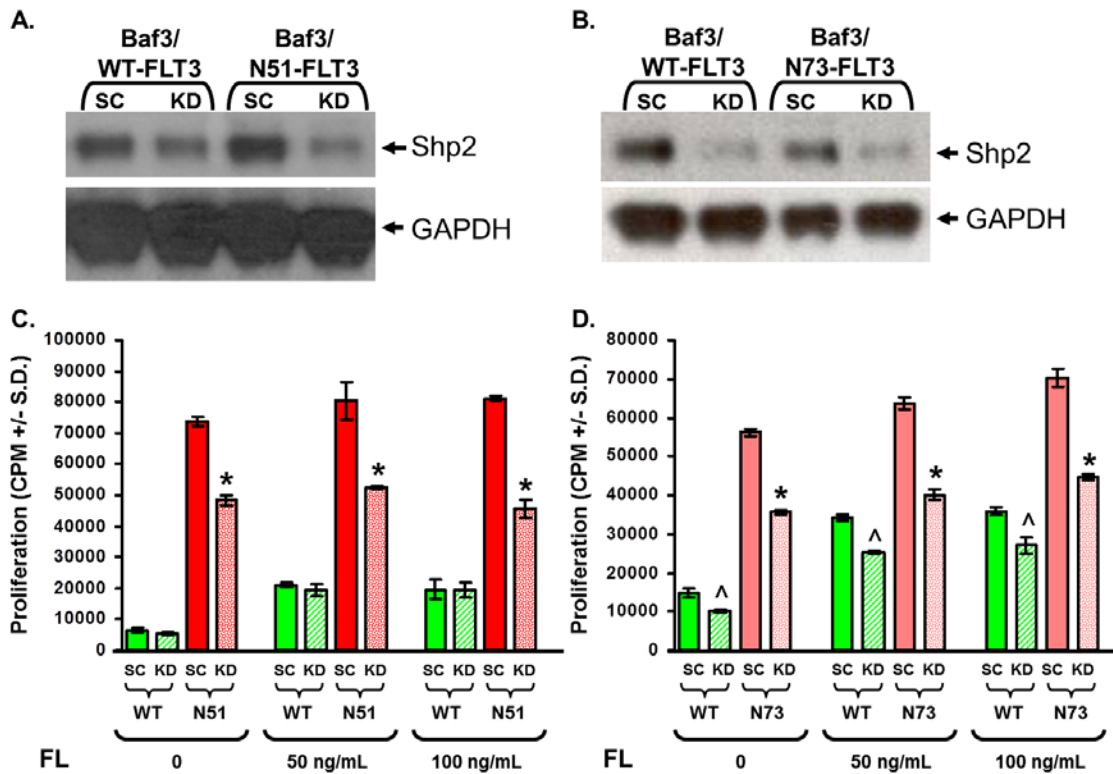 A.
Baf3/ Baf3/
WT-FLT3 N51-FLT3
SC KD SC KD
Shp2
GAPDH
B.
Baf3/ Baf3/
WT-FLT3 N73-FLT3
SC KD SC KD
Shp2
GAPDH
C.
Proliferation (CPM +/- S.D.)
100000
90000
80000
70000
60000
50000
40000
30000
20000
10000
0
* * *
SC KD SC KD SC KD SC KD SC KD SC KD
WT N51 WT N51 WT N51
FL 0 50 ng/mL 100 ng/mL
D.
Proliferation (CPM +/- S.D.)
80000
70000
60000
50000
40000
30000
20000
10000
0
^ * ^ * ^ *
SC KD SC KD SC KD SC KD SC KD SC KD
WT N73 WT N73 WT N73
FL 0 50 ng/mL 100 ng/mL